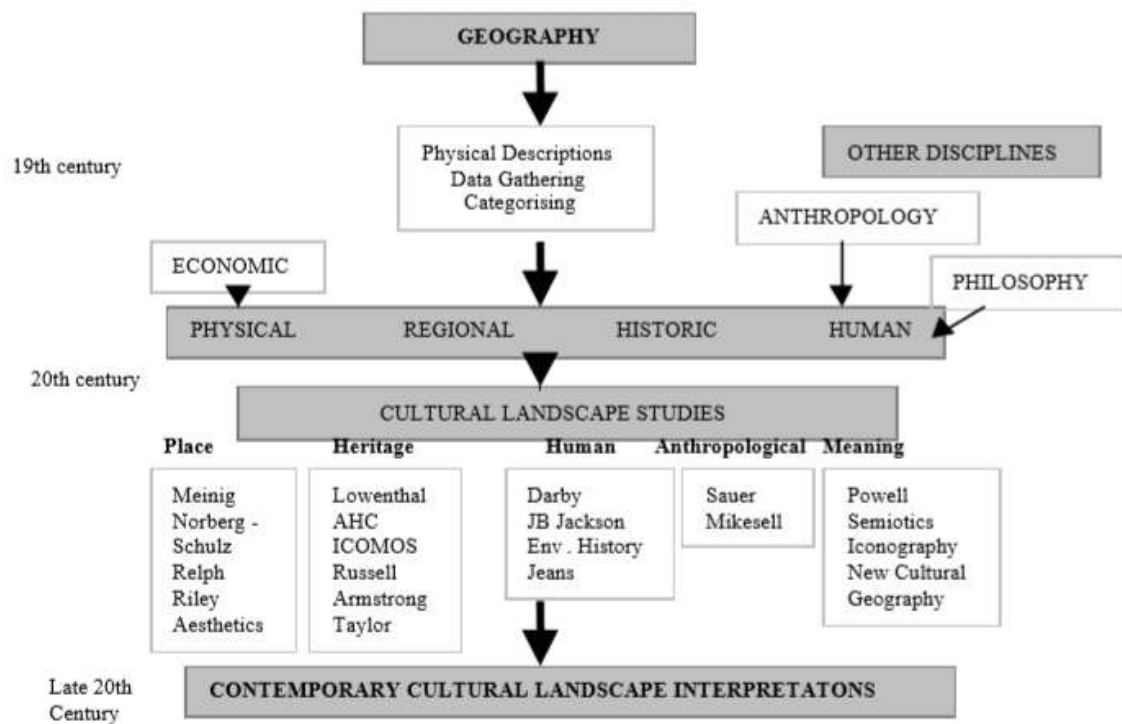 GEOGRAPHY
19th century
Physical Descriptions
Data Gathering
Categorising
OTHER DISCIPLINES
ANTHROPOLOGY
ECONOMIC
PHILOSOPHY
PHYSICAL REGIONAL HISTORIC HUMAN
20th century
CULTURAL LANDSCAPE STUDIES
Place Heritage Human Anthropological Meaning
Meinig
Norberg -
Schulz
Relph
Riley
Aesthetics
Lowenthal
AHC
ICOMOS
Russell
Armstrong
Taylor
Darby
JB Jackson
Env . History
Jeans
Sauer
Mikesell
Powell
Semiotics
Iconography
New Cultural
Geography
Late 20th
Century
CONTEMPORARY CULTURAL LANDSCAPE INTERPRETATONS